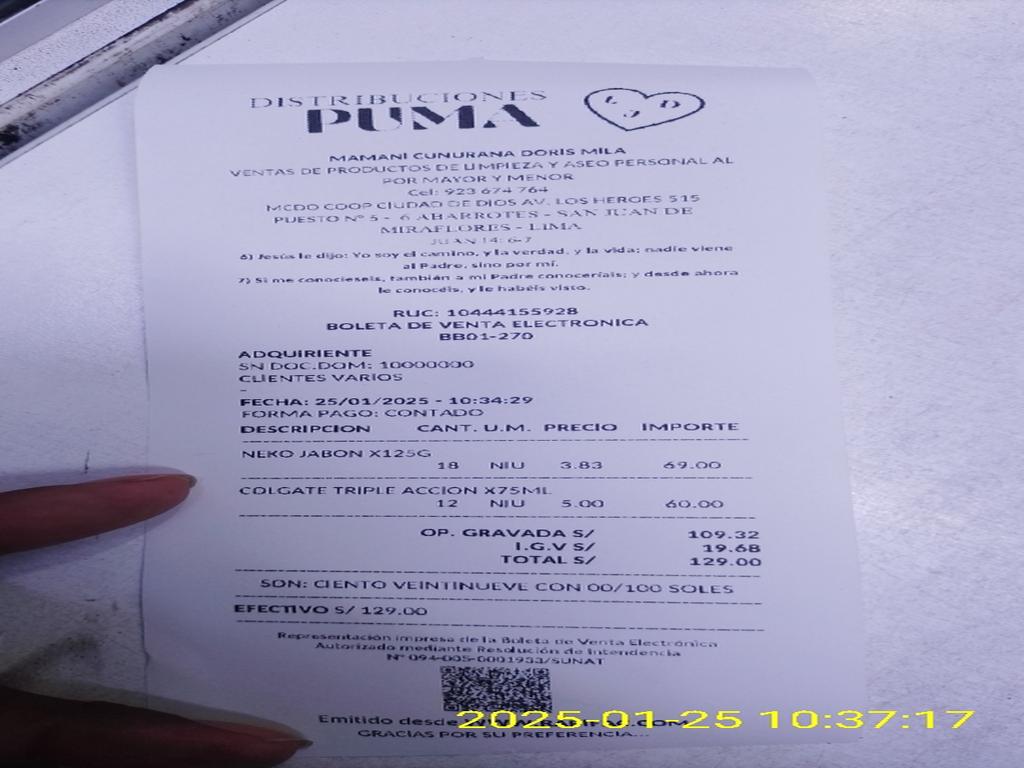 DISTRIBUCIONES
PUMA
L J D
MAMANI CUNURANA DORIS MILA
VENTAS DE PRODUCTOS DE LIMPIEZA Y ASEO PERSONAL AL
POR MAYOR Y MENOR
Cel: 923 674 764
MCDO COOP CIUDAD DE DIOS AV. LOS HEROES 515
PUESTO N° 5 - 6 ABARROTES - SAN JUAN DE
MIRAFLORES - LIMA
JUAN 14: 6-7
6) Jesús le dijo: Yo soy el camino, y la verdad, y la vida; nadie viene
al Padre, sino por mí.
7) Si me conocieseis, también a mi Padre conoceríais; y desde ahora
le conocéis, y le habéis visto.
RUC: 10444155928
BOLETA DE VENTA ELECTRONICA
BB01-270
ADQUIRIENTE
SN DOC.DOM: 10000000
CLIENTES VARIOS
-
FECHA: 25/01/2025 - 10:34:29
FORMA PAGO: CONTADO
DESCRIPCION CANT. U.M. PRECIO IMPORTE
NEKO JABON X125G
18 NIU 3.83 69.00
COLGATE TRIPLE ACCION X75ML
12 NIU 5.00 60.00
OP. GRAVADA S/ 109.32
I.G.V S/ 19.68
TOTAL S/ 129.00
SON: CIENTO VEINTINUEVE CON 00/100 SOLES
EFECTIVO S/ 129.00
Representación impresa de la Boleta de Venta Electrónica
Autorizado mediante Resolución de Intendencia
N° 094-005-0001933/SUNAT
Emitido desde
GRACIAS POR SU PREFERENCIA...
2025-01-25 10:37:17